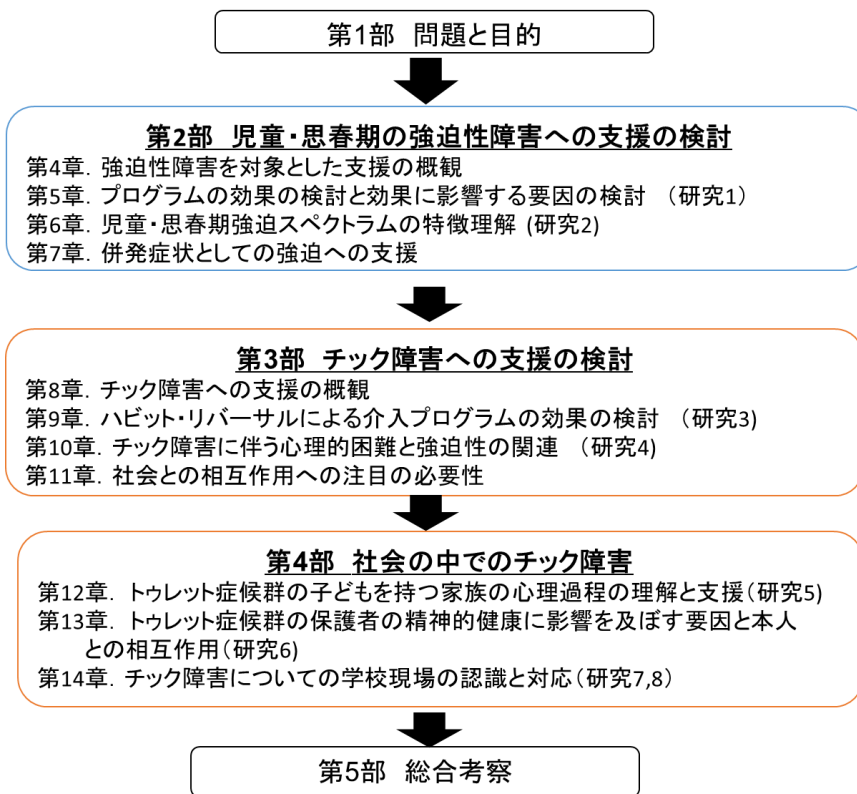 第1部 問題と目的
第2部 児童・思春期の強迫性障害への支援の検討
第4章. 強迫性障害を対象とした支援の概観
第5章. プログラムの効果の検討と効果に影響する要因の検討 (研究1)
第6章. 児童・思春期強迫スペクトラムの特徴理解 (研究2)
第7章. 併発症状としての強迫への支援
第3部 チック障害への支援の検討
第8章. チック障害への支援の概観
第9章. ハビット・リバーサルによる介入プログラムの効果の検討 (研究3)
第10章. チック障害に伴う心理的困難と強迫性の関連 (研究4)
第11章. 社会との相互作用への注目の必要性
第4部 社会の中でのチック障害
第12章. トゥレット症候群の子どもを持つ家族の心理過程の理解と支援(研究5)
第13章. トゥレット症候群の保護者の精神的健康に影響を及ぼす要因と本人
との相互作用(研究6)
第14章. チック障害についての学校現場の認識と対応(研究7,8)
第5部 総合考察